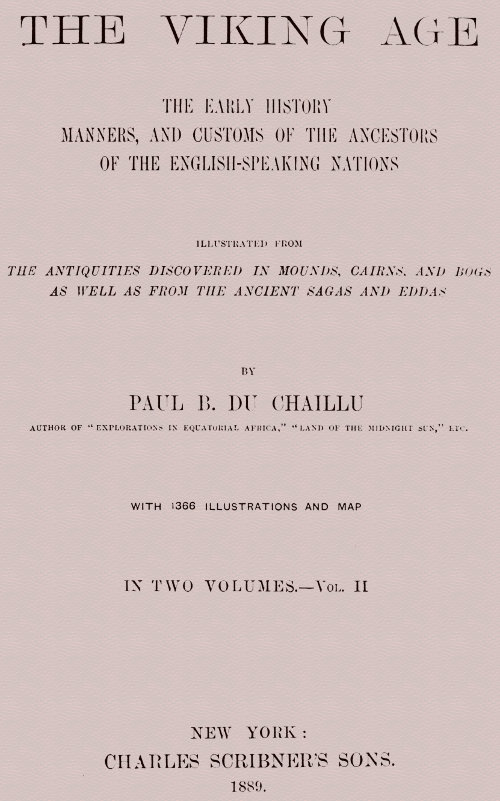 THE VIKING AGE
THE EARLY HISTORY
MANNERS, AND CUSTOMS OF THE ANCESTORS
OF THE ENGLISH-SPEAKING NATIONS
ILLUSTRATED FROM
THE ANTIQUITIES DISCOVERED IN MOUNDS, CAIRNS, AND BOGS
AS WELL AS FROM THE ANCIENT SAGAS AND EDDAS
BY
PAUL B. DU CHAILLU
AUTHOR OF “EXPLORATIONS IN EQUATORIAL AFRICA,” “LAND OF THE MIDNIGHT SUN,” ETC.
WITH 1366 ILLUSTRATIONS AND MAP
IN TWO VOLUMES.—VOL. II
NEW YORK:
CHARLES SCRIBNER'S SONS.
1889.